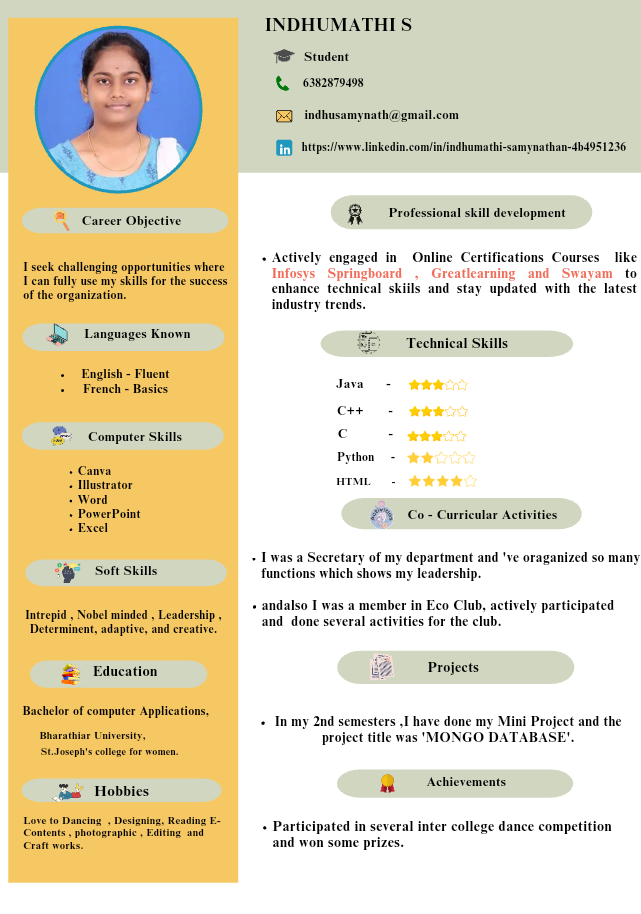 INDHUMATHI S
Student
6382879498
indhusamynath@gmail.com
https://www.linkedin.com/in/indhumathi-samynathan-4b4951236
Career Objective
I seek challenging opportunities where
I can fully use my skills for the success
of the organization.
Languages Known
• English - Fluent
• French - Basics
Computer Skills
• Canva
• Illustrator
• Word
• PowerPoint
• Excel
Soft Skills
Intrepid , Nobel minded , Leadership ,
Determinent, adaptive, and creative.
Education
Bachelor of computer Applications,
Bharathiar University,
St.Joseph's college for women.
Hobbies
Love to Dancing , Designing, Reading E-
Contents , photographic , Editing and
Craft works.
Professional skill development
• Actively engaged in Online Certifications Courses like
Infosys Springboard , Greatlearning and Swayam to
enhance technical skiils and stay updated with the latest
industry trends.
Technical Skills
Java -
C++ -
C -
Python -
HTML -
Co - Curricular Activities
• I was a Secretary of my department and 've oraganized so many
functions which shows my leadership.
• andalso I was a member in Eco Club, actively participated
and done several activities for the club.
Projects
• In my 2nd semesters ,I have done my Mini Project and the
project title was 'MONGO DATABASE'.
Achievements
• Participated in several inter college dance competition
and won some prizes.